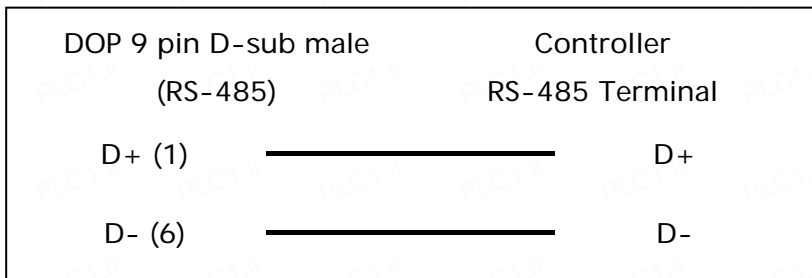 DOP 9 pin D-sub male Controller
(RS-485) RS-485 Terminal
D+ (1) D+
D- (6) D-